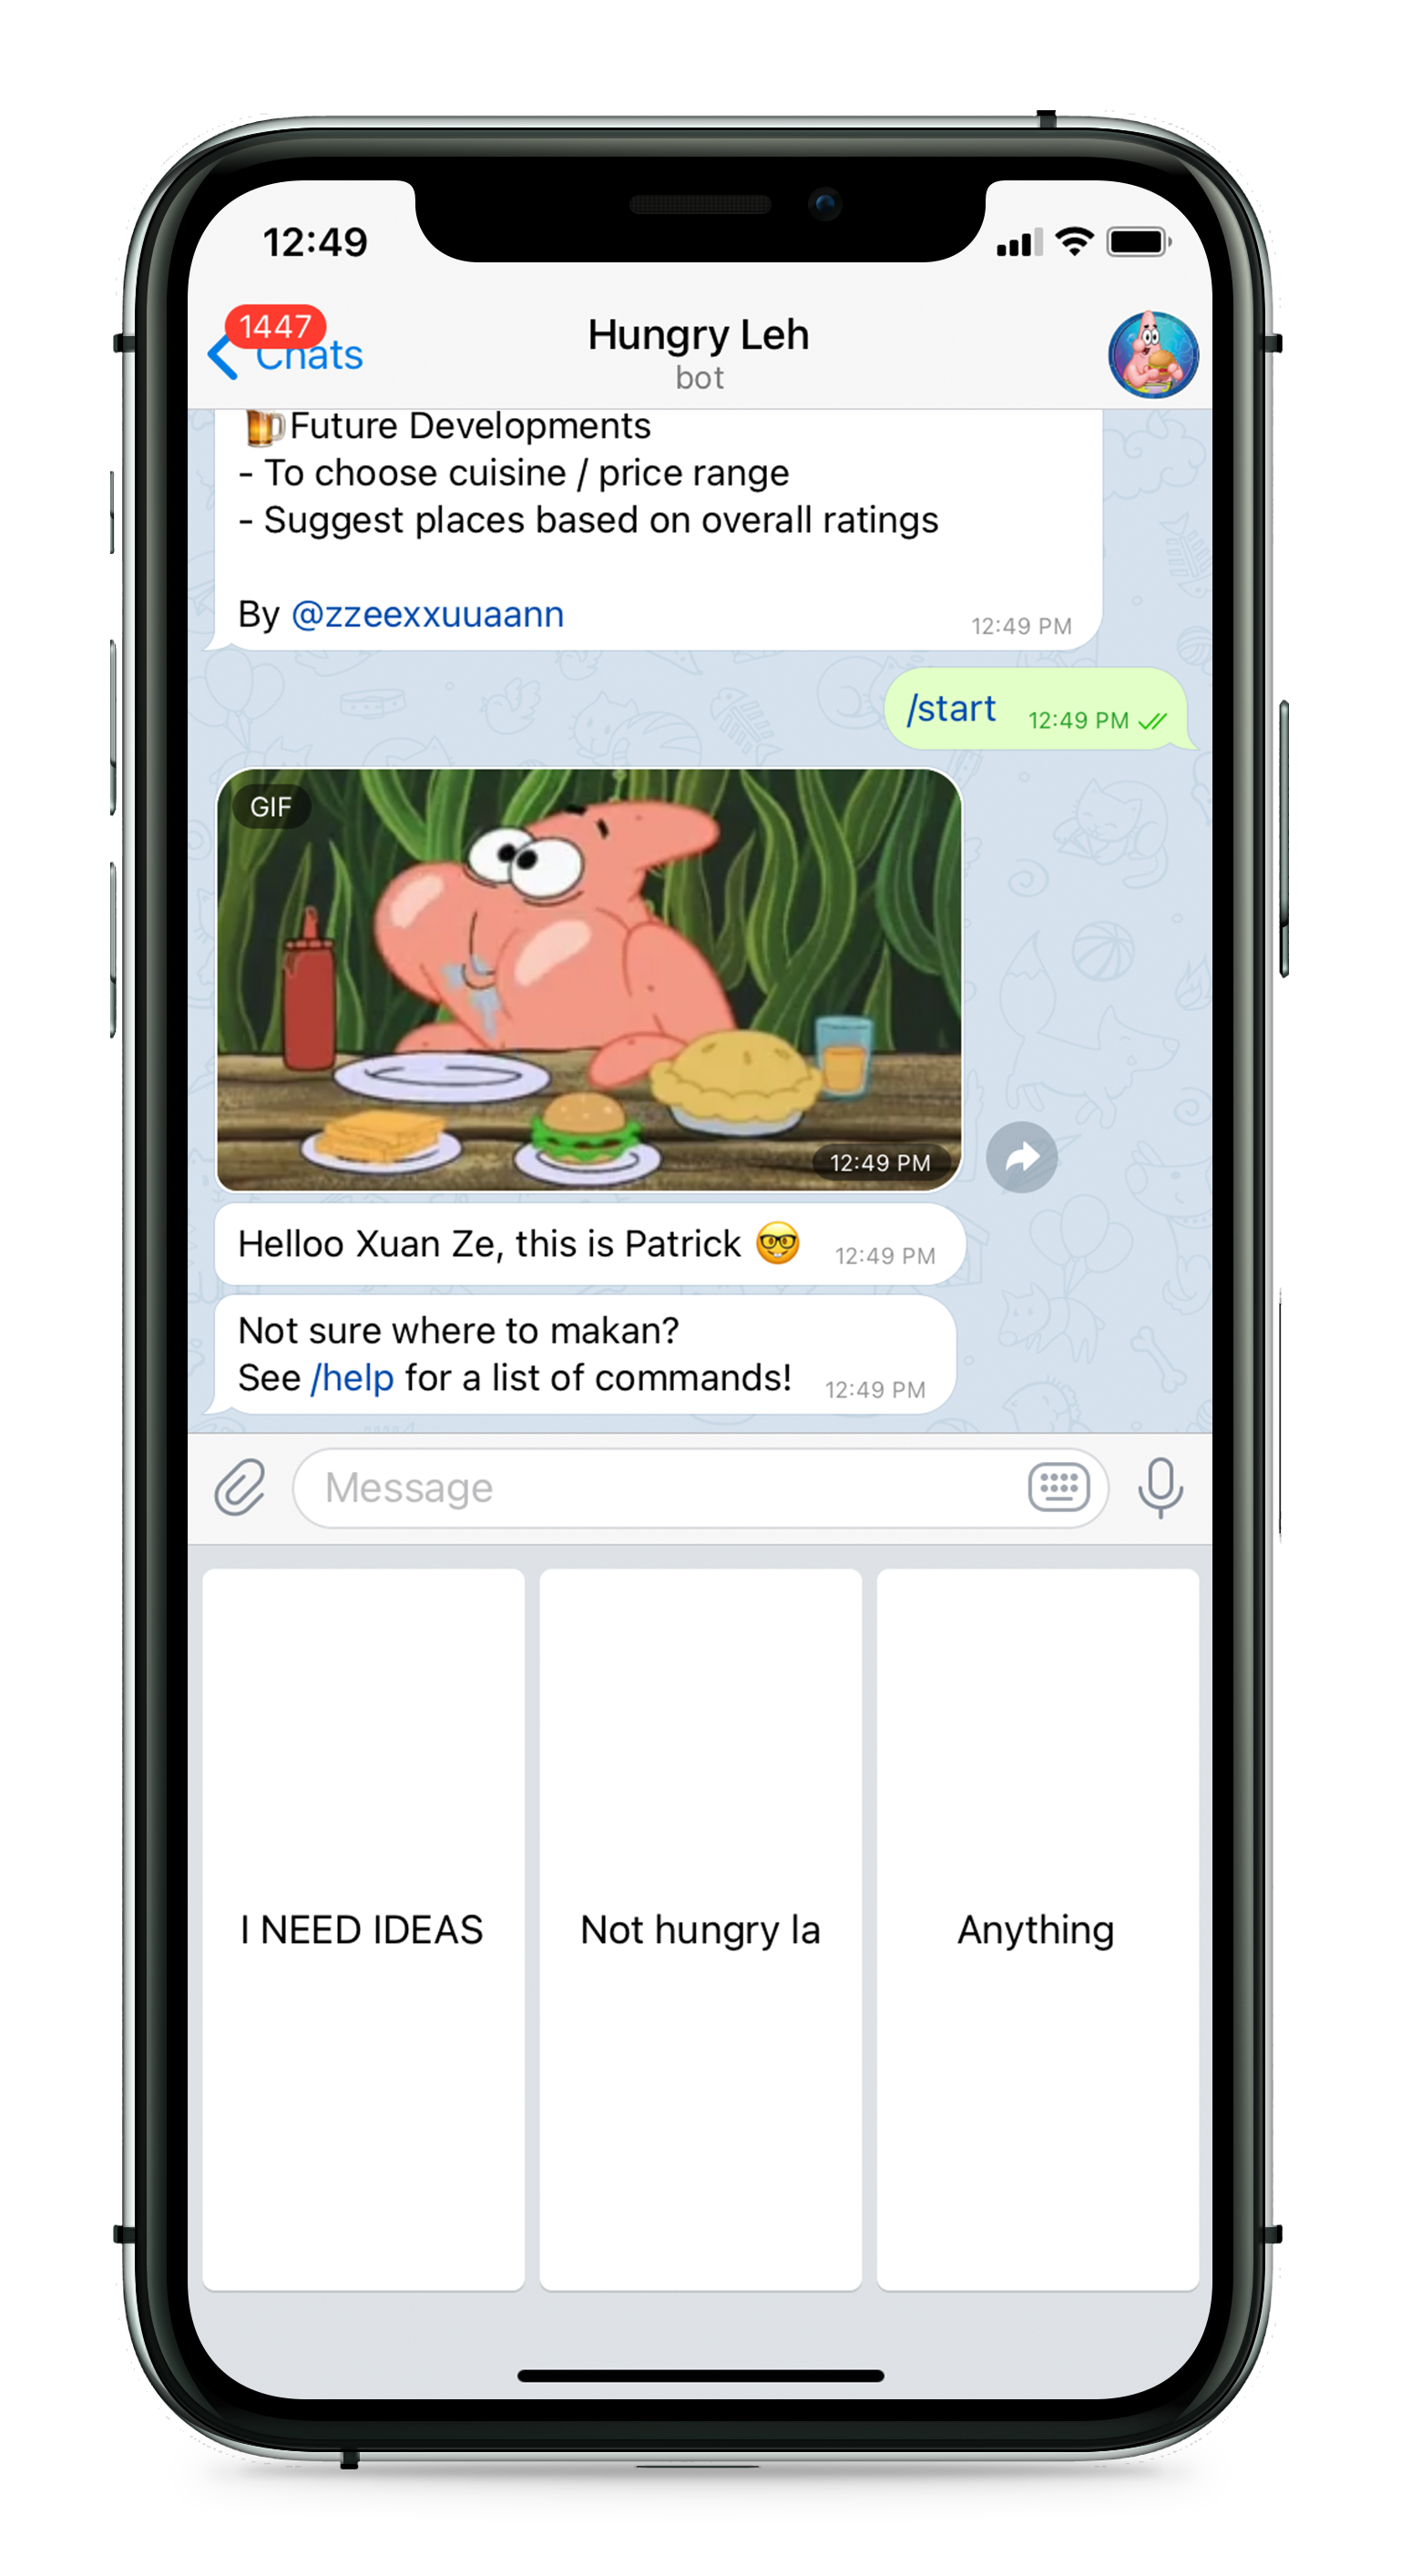 12:49
1447
Chats
Hungry Leh
bot
🍺Future Developments
- To choose cuisine / price range
- Suggest places based on overall ratings
By @zzeexxuuaann
12:49 PM
/start 12:49 PM
GIF
12:49 PM
Helloo Xuan Ze, this is Patrick 🤓 12:49 PM
Not sure where to makan?
See /help for a list of commands! 12:49 PM
Message
I NEED IDEAS
Not hungry la
Anything